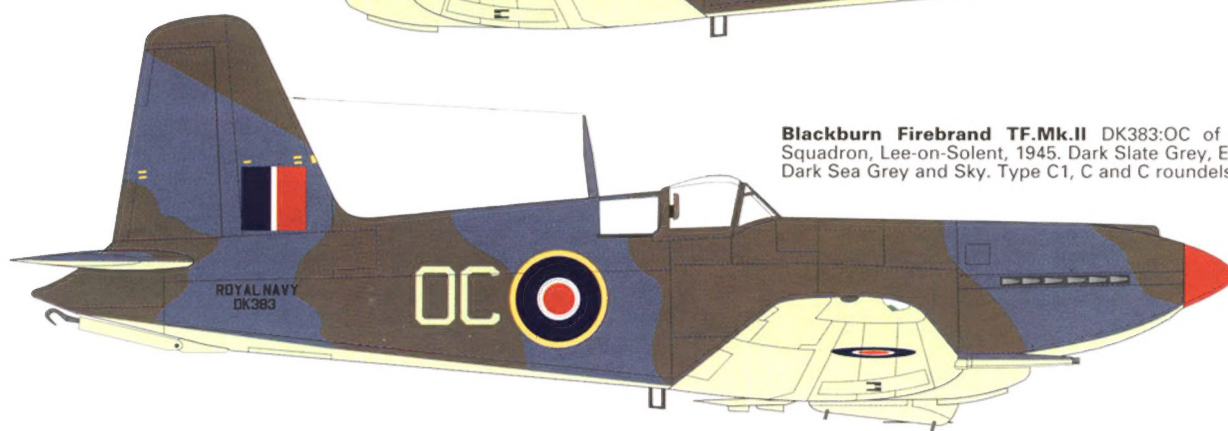 Blackburn Firebrand TF.Mk.II DK383:OC of
Squadron, Lee-on-Solent, 1945. Dark Slate Grey, E
Dark Sea Grey and Sky. Type C1, C and C roundels
OC
ROYAL NAVY
DK383